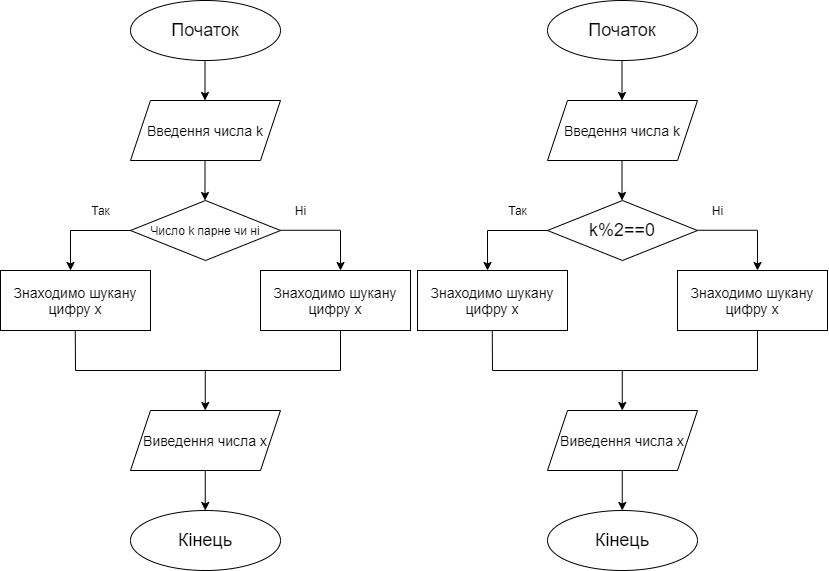 Початок
Введення числа k
Так
Ні
Число k парне чи ні
Знаходимо шукану
цифру x
Знаходимо шукану
цифру x
Виведення числа x
Кінець
Початок
Введення числа k
Так
Ні
k%2==0
Знаходимо шукану
цифру x
Знаходимо шукану
цифру x
Виведення числа x
Кінець